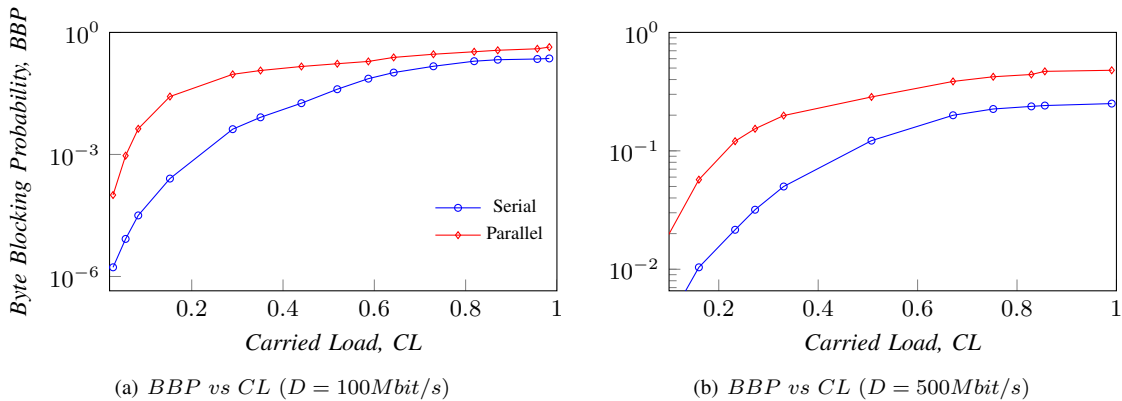 Byte Blocking Probability, BBP
10^0
10^−3
10^−6
0.2
0.4
0.6
0.8
1
Serial
Parallel
Carried Load, CL
(a) BBP vs CL (D = 100Mbit/s)
10^0
10^−1
10^−2
0.2
0.4
0.6
0.8
1
Carried Load, CL
(b) BBP vs CL (D = 500Mbit/s)